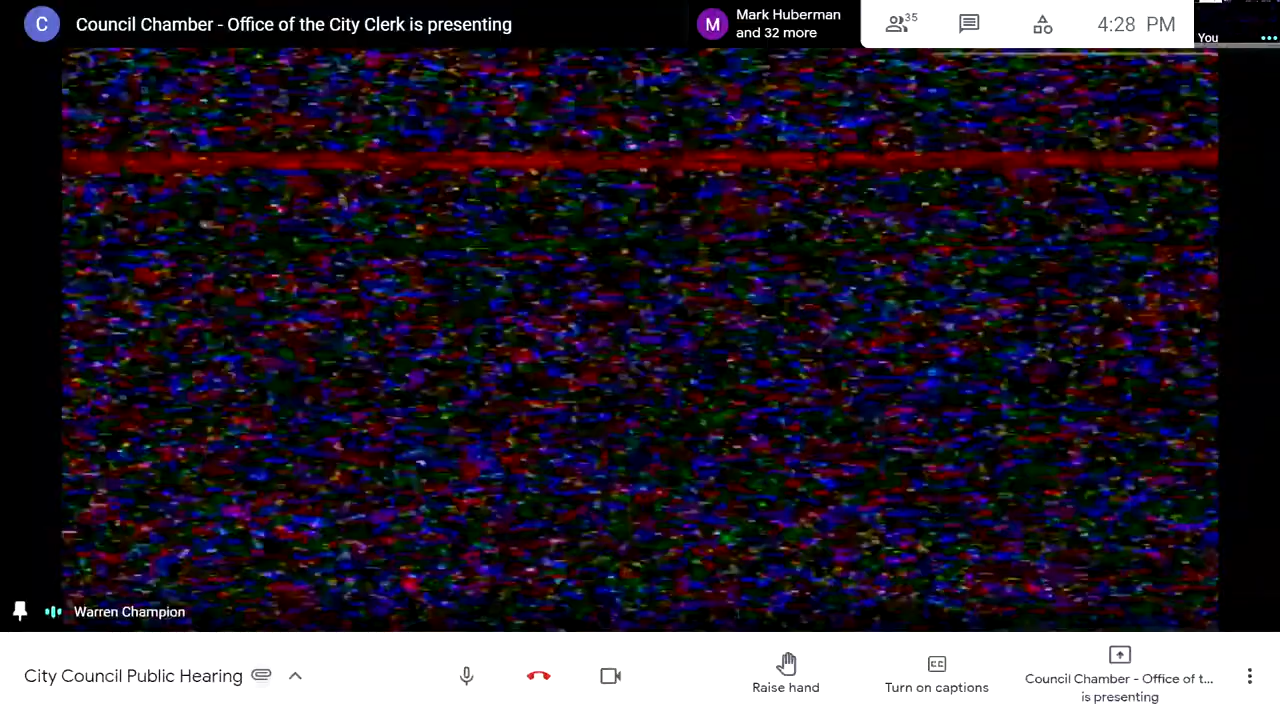 C Council Chamber - Office of the City Clerk is presenting
M Mark Huberman
and 32 more
35
4:28 PM
You
Warren Champion
City Council Public Hearing
Raise hand
CC
Turn on captions
Council Chamber - Office of t...
is presenting